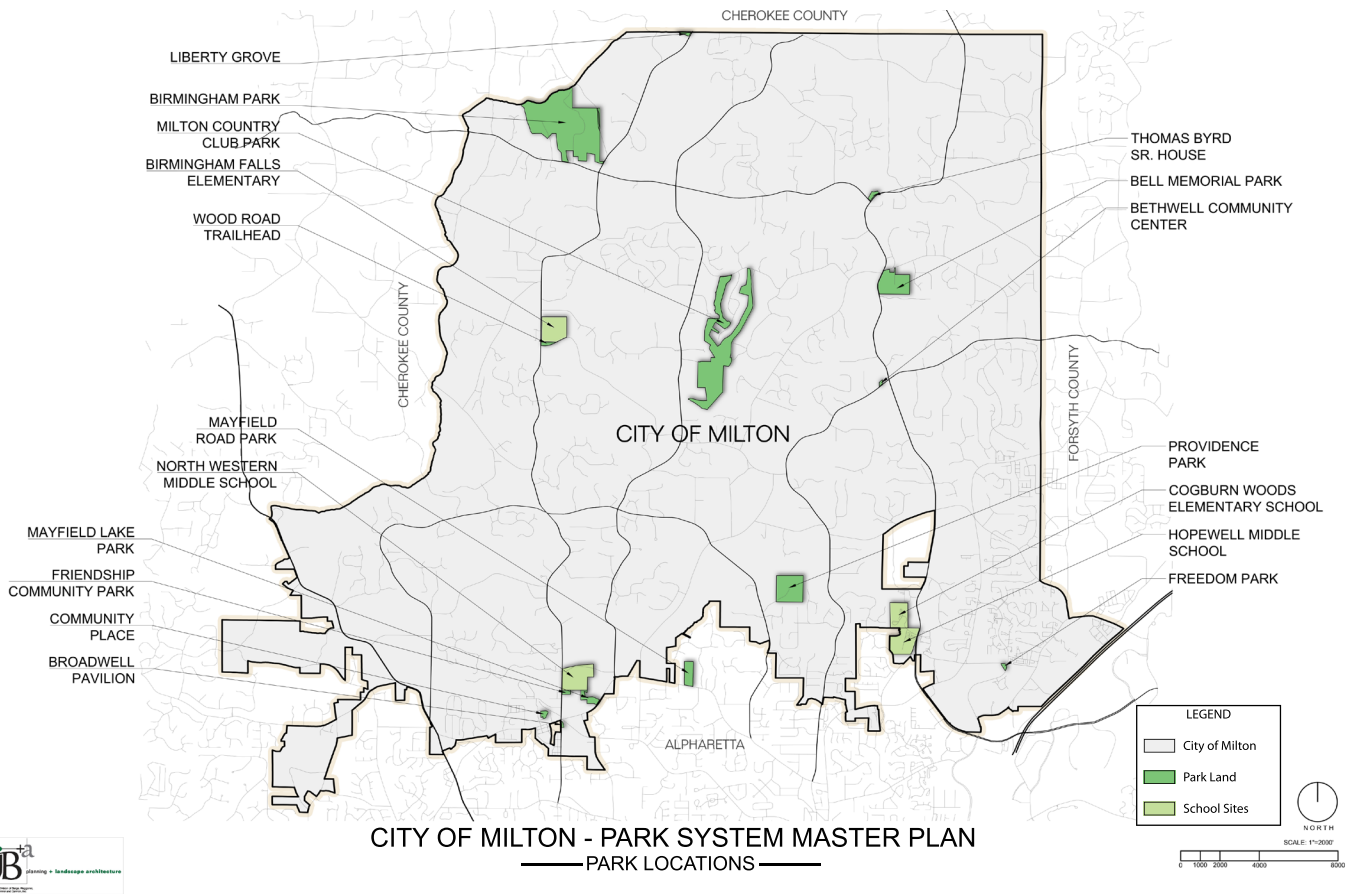 CHEROKEE COUNTY
LIBERTY GROVE
BIRMINGHAM PARK
MILTON COUNTRY
CLUB PARK
BIRMINGHAM FALLS
ELEMENTARY
WOOD ROAD
TRAILHEAD
THOMAS BYRD
SR. HOUSE
BELL MEMORIAL PARK
BETHWELL COMMUNITY
CENTER
CHEROKEE COUNTY
FORSYTH COUNTY
CITY OF MILTON
MAYFIELD
ROAD PARK
NORTH WESTERN
MIDDLE SCHOOL
MAYFIELD LAKE
PARK
FRIENDSHIP
COMMUNITY PARK
COMMUNITY
PLACE
BROADWELL
PAVILION
PROVIDENCE
PARK
COGBURN WOODS
ELEMENTARY SCHOOL
HOPEWELL MIDDLE
SCHOOL
FREEDOM PARK
ALPHARETTA
LEGEND
City of Milton
Park Land
School Sites
NORTH
SCALE: 1"=2000'
0 1000 2000 4000 8000
CITY OF MILTON - PARK SYSTEM MASTER PLAN
PARK LOCATIONS
JB+a
planning + landscape architecture